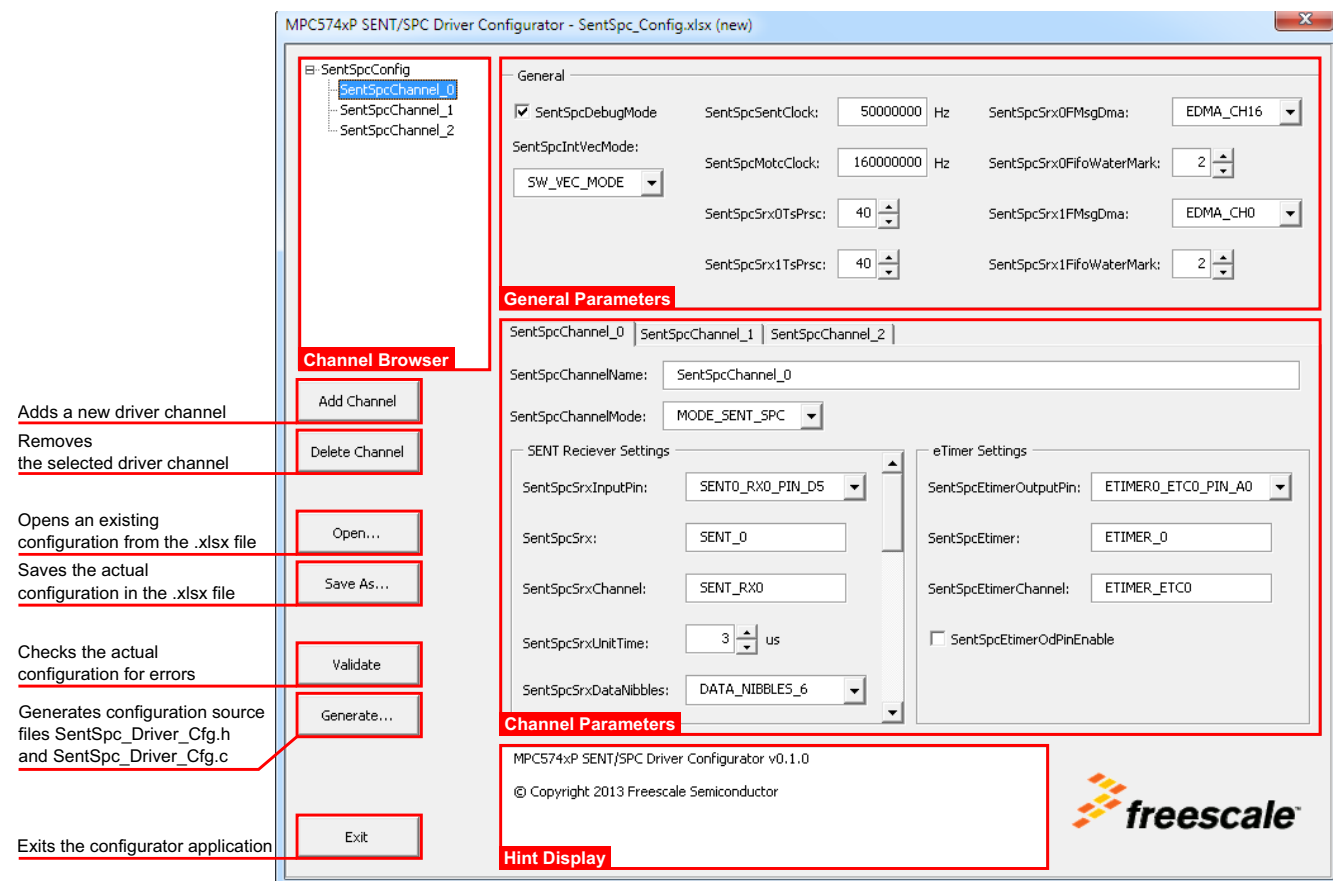 MPC574xP SENT/SPC Driver Configurator - SentSpc_Config.xlsx (new)
SentSpcConfig
SentSpcChannel_0
SentSpcChannel_1
SentSpcChannel_2
Channel Browser
General
SentSpcDebugMode
SentSpcIntVecMode:
SW_VEC_MODE
SentSpcSentClock: 50000000 Hz
SentSpcMotcClock: 160000000 Hz
SentSpcSrx0TsPrsc: 40
SentSpcSrx1TsPrsc: 40
SentSpcSrx0FMsgDma: EDMA_CH16
SentSpcSrx0FifoWaterMark: 2
SentSpcSrx1FMsgDma: EDMA_CH0
SentSpcSrx1FifoWaterMark: 2
General Parameters
SentSpcChannel_0 SentSpcChannel_1 SentSpcChannel_2
SentSpcChannelName: SentSpcChannel_0
SentSpcChannelMode: MODE_SENT_SPC
SENT Reciever Settings
SentSpcSrxInputPin: SENT0_RX0_PIN_D5
SentSpcSrx: SENT_0
SentSpcSrxChannel: SENT_RX0
SentSpcSrxUnitTime: 3 us
SentSpcSrxDataNibbles: DATA_NIBBLES_6
eTimer Settings
SentSpcEtimerOutputPin: ETIMER0_ETC0_PIN_A0
SentSpcEtimer: ETIMER_0
SentSpcEtimerChannel: ETIMER_ETC0
SentSpcEtimerOdPinEnable
Channel Parameters
Adds a new driver channel
Add Channel
Removes
the selected driver channel
Delete Channel
Opens an existing
configuration from the .xlsx file
Open...
Saves the actual
configuration in the .xlsx file
Save As...
Checks the actual
configuration for errors
Validate
Generates configuration source
files SentSpc_Driver_Cfg.h
and SentSpc_Driver_Cfg.c
Generate...
Exits the configurator application
Exit
MPC574xP SENT/SPC Driver Configurator v0.1.0
© Copyright 2013 Freescale Semiconductor
Hint Display
freescale™